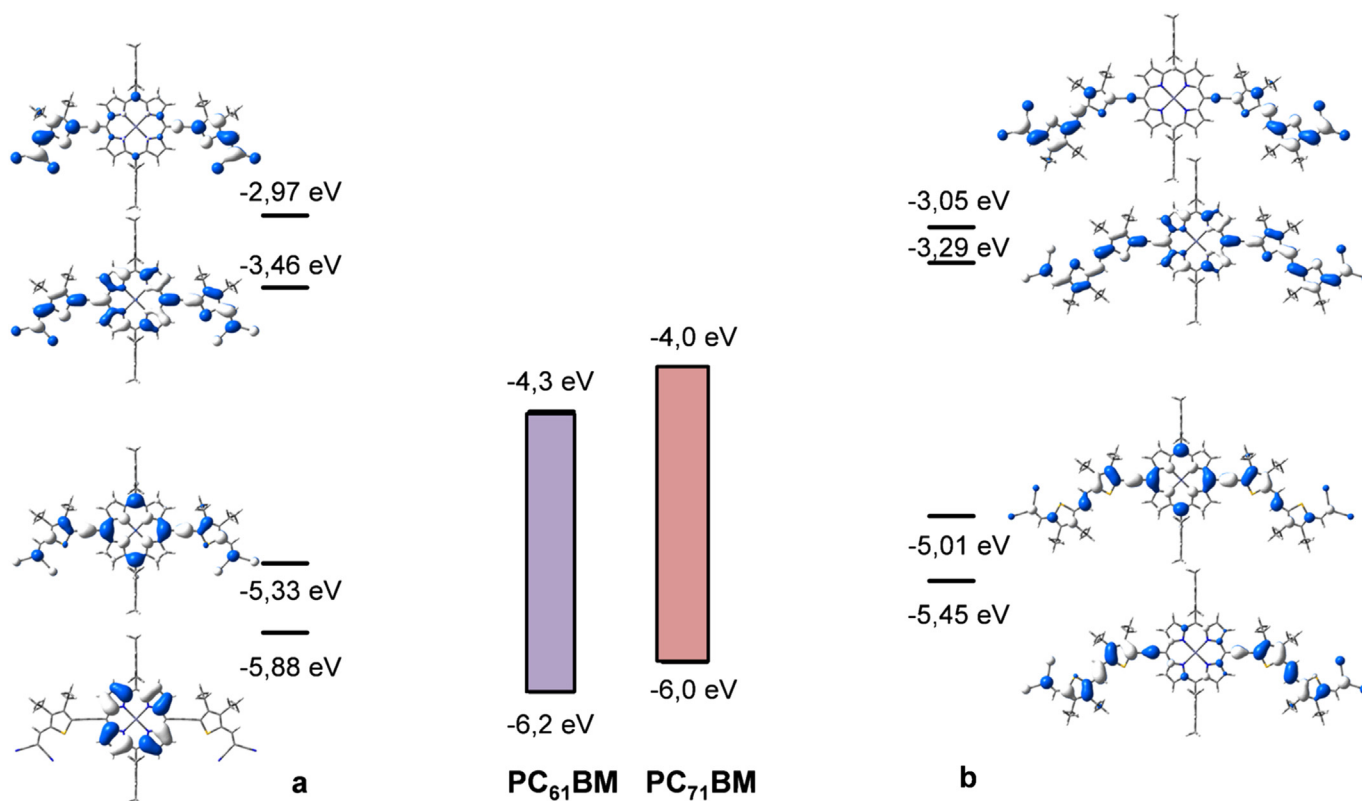 -2,97 eV
-3,46 eV
-5,33 eV
-5,88 eV
a
-4,3 eV
-6,2 eV
PC₆₁BM
-4,0 eV
-6,0 eV
PC₇₁BM
-3,05 eV
-3,29 eV
-5,01 eV
-5,45 eV
b